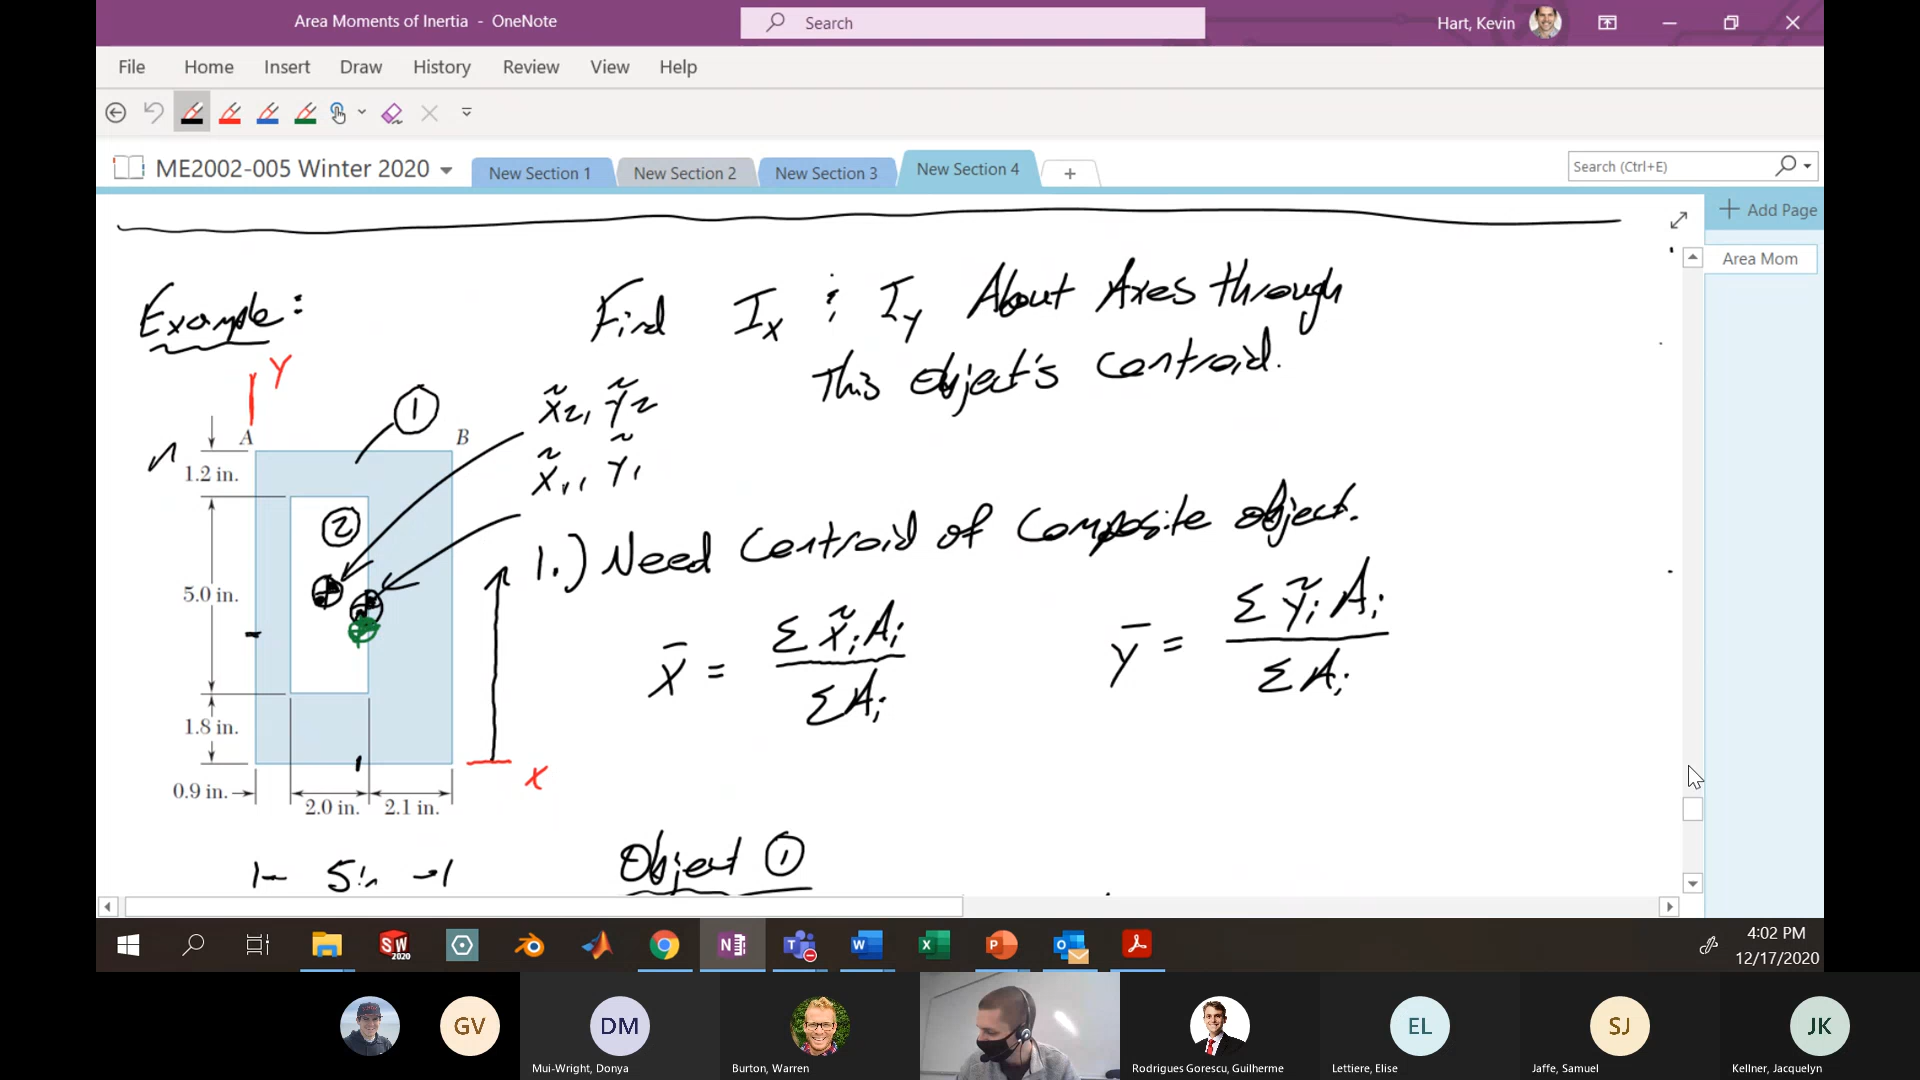 Area Moments of Inertia - OneNote
Search
Hart, Kevin
File Home Insert Draw History Review View Help
ME2002-005 Winter 2020
New Section 1
New Section 2
New Section 3
New Section 4
+
Search (Ctrl+E)
Add Page
Area Mom
Example:
Find Ix & Iy About Axes through
This object's centroid.
Y
①
x̃2, ỹ2
x̃1, ỹ1
A
B
1.2 in.
②
5.0 in.
1.8 in.
0.9 in.
2.0 in.
2.1 in.
x
1.) Need Centroid of Composite object.
x̄ = Σ x̃i Ai / Σ Ai
ȳ = Σ ỹi Ai / Σ Ai
5in
Object ①
4:02 PM
12/17/2020
SW
2020
GV
DM
EL
SJ
JK
Mui-Wright, Donya
Burton, Warren
Rodrigues Gorescu, Guilherme
Lettiere, Elise
Jaffe, Samuel
Kellner, Jacquelyn